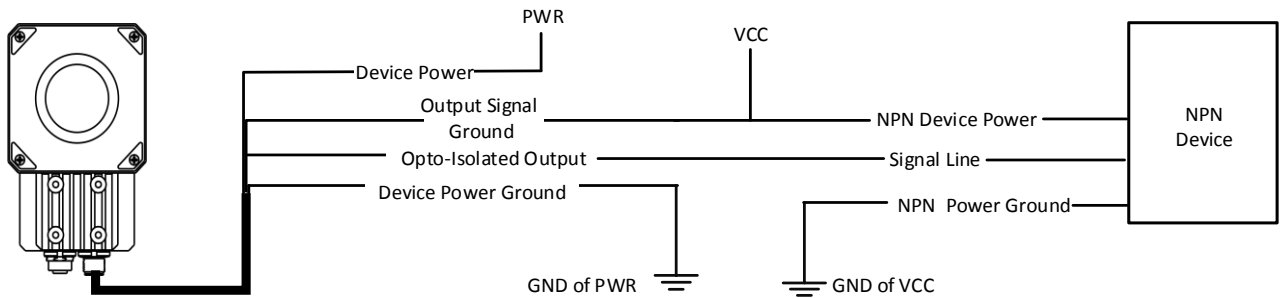 PWR
VCC
Device Power
Output Signal
Ground
NPN Device Power
NPN
Device
Opto-Isolated Output
Signal Line
Device Power Ground
NPN Power Ground
GND of PWR
GND of VCC